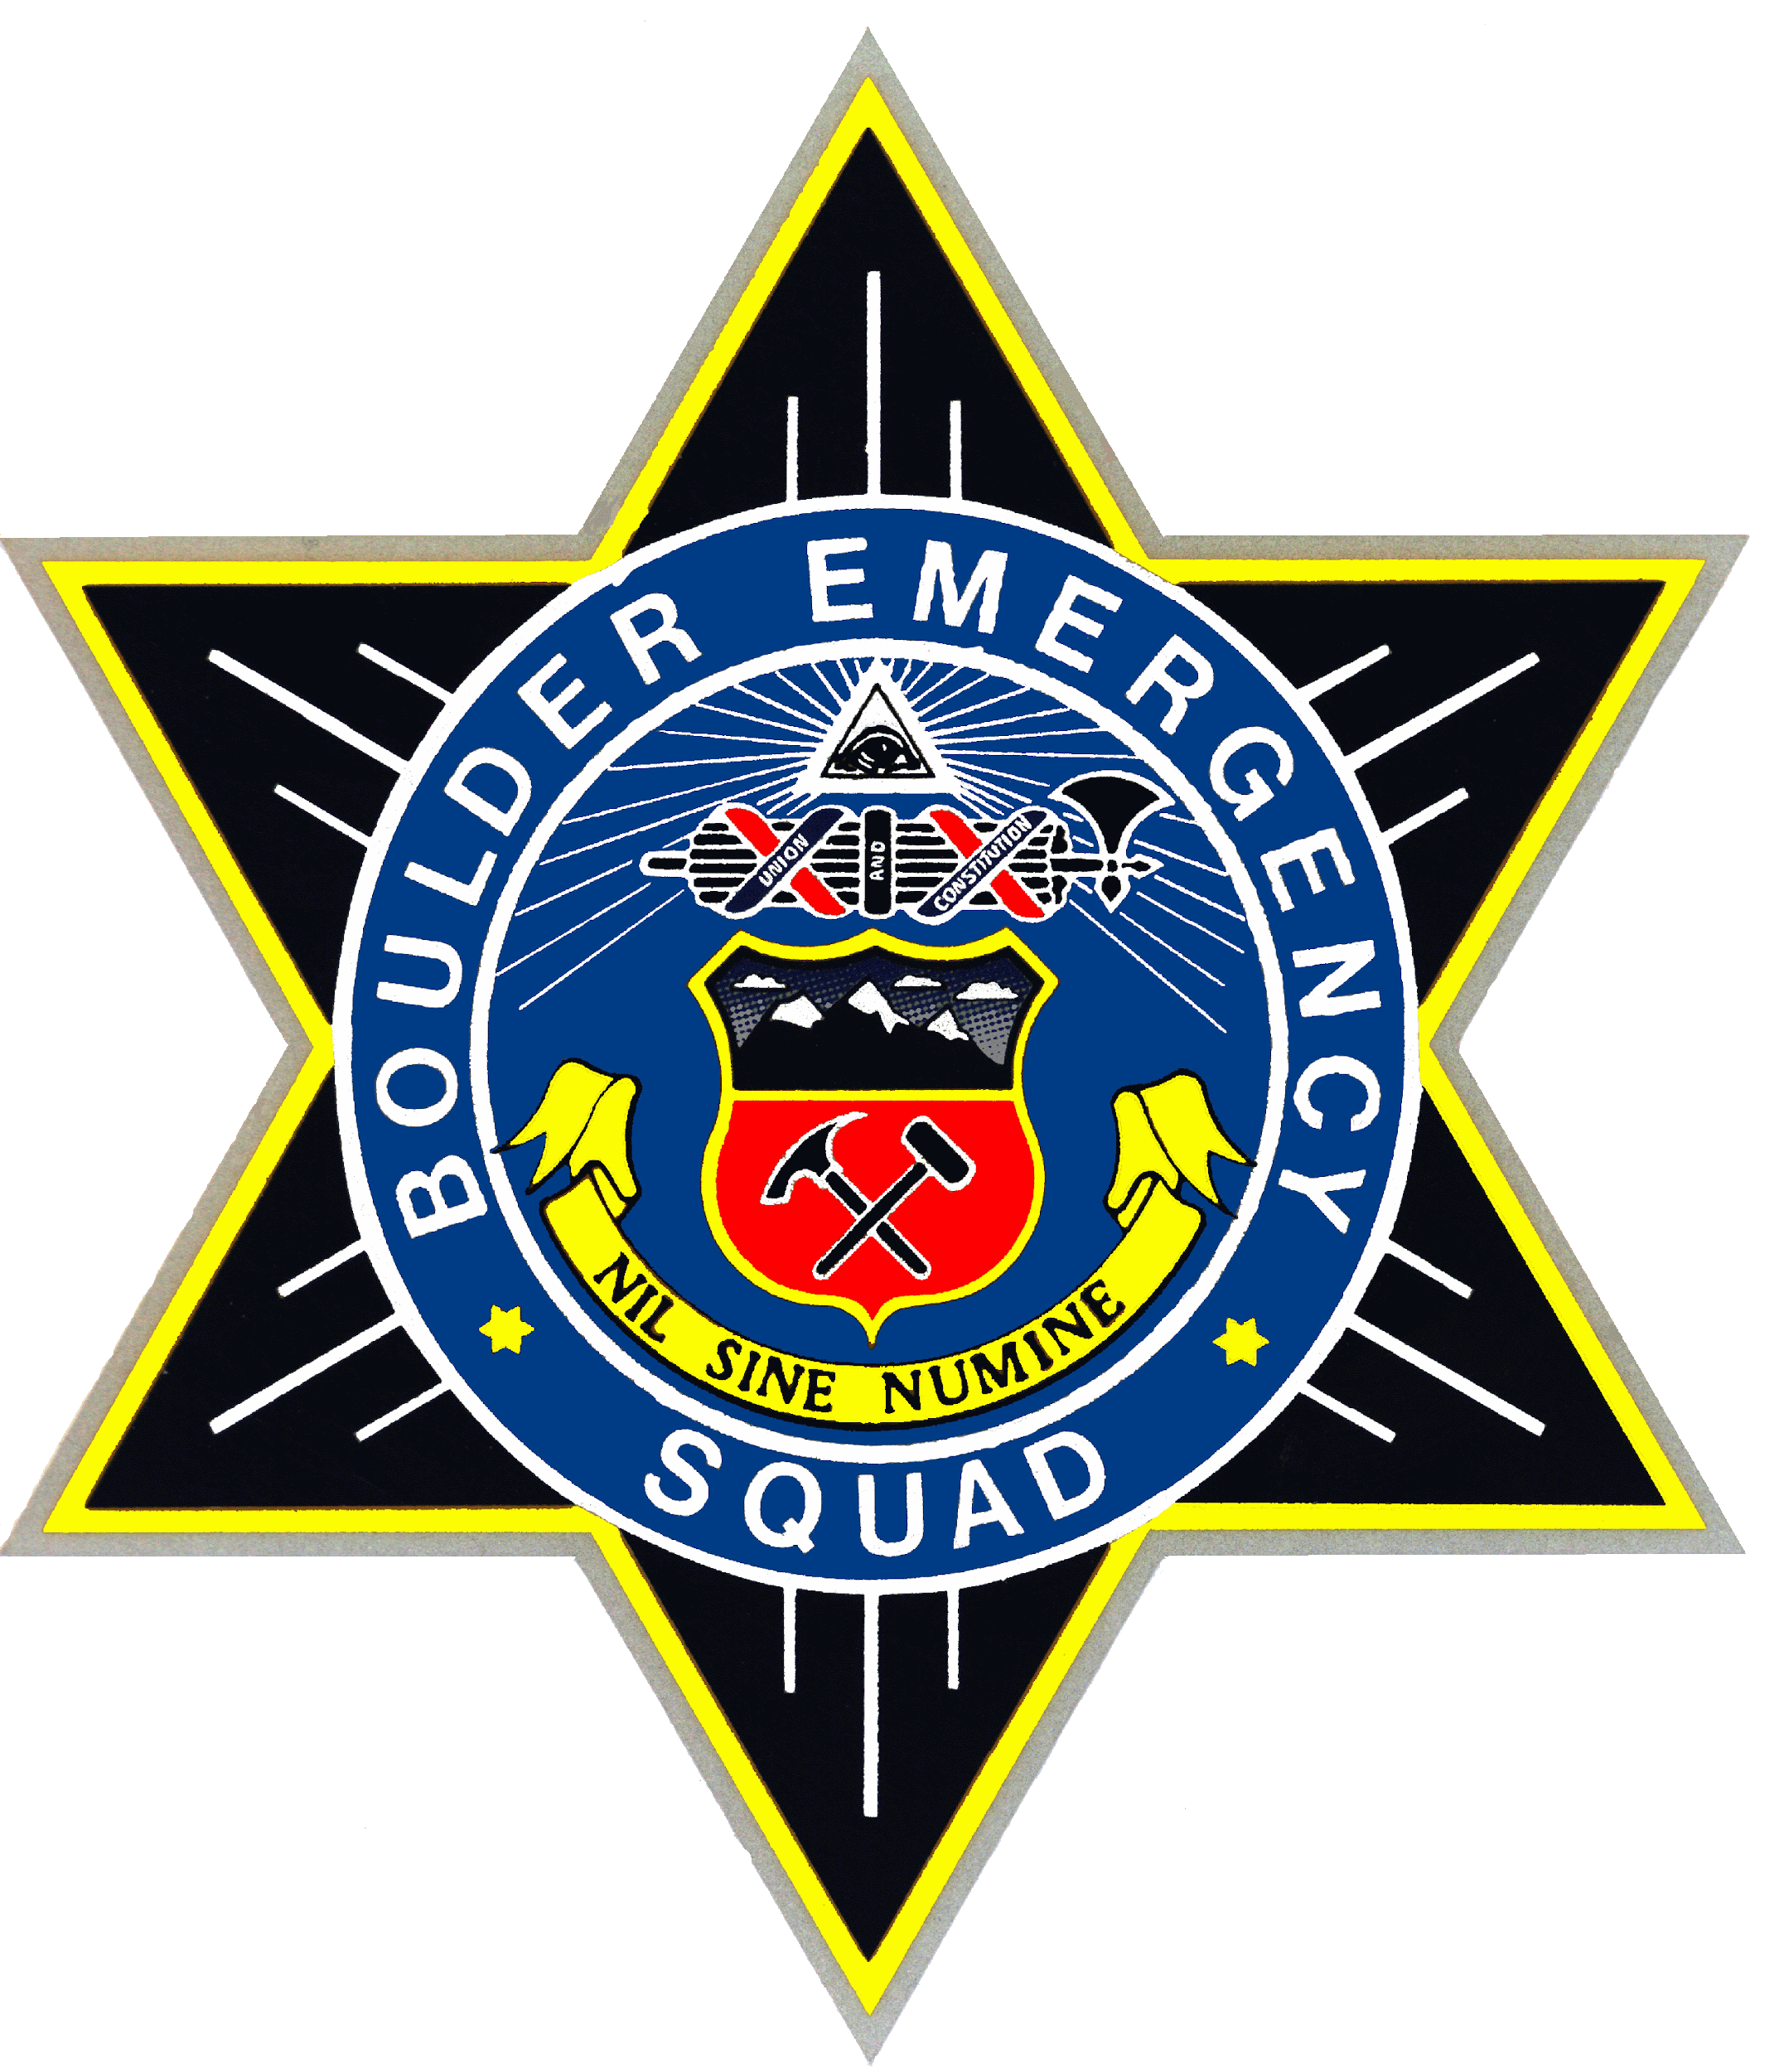 BOULDER EMERGENCY
UNION
AND
CONSTITUTION
NIL SINE NUMINE
SQUAD